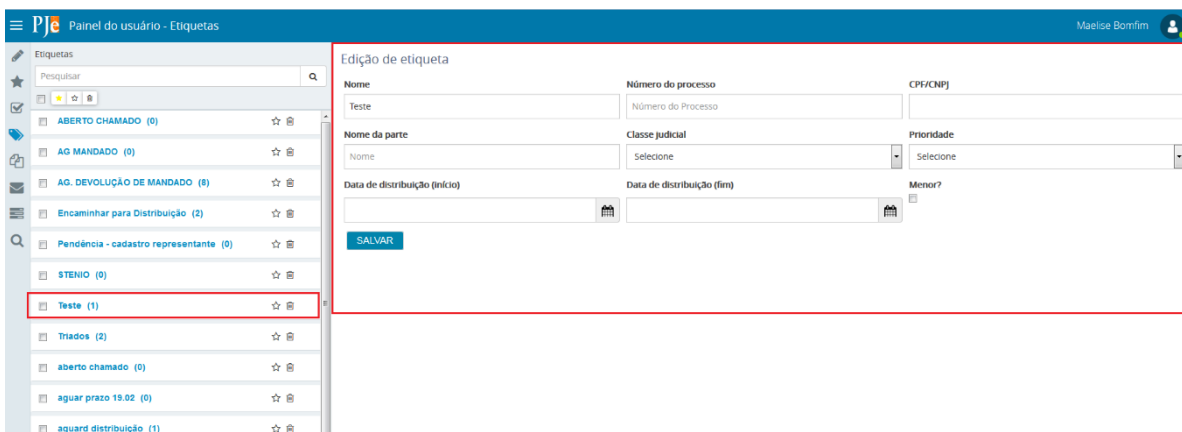 PJe Painel do usuário - Etiquetas
Maelise Bomfim
Etiquetas
Pesquisar
ABERTO CHAMADO (0)
AG MANDADO (0)
AG. DEVOLUÇÃO DE MANDADO (8)
Encaminhar para Distribuição (2)
Pendência - cadastro representante (0)
STENIO (0)
Teste (1)
Triados (2)
aberto chamado (0)
aguar prazo 19.02 (0)
aguard distribuição (1)
Edição de etiqueta
Nome Número do processo CPF/CNPJ
Teste Número do Processo
Nome da parte Classe judicial Prioridade
Nome Selecione Selecione
Data de distribuição (início) Data de distribuição (fim) Menor?
SALVAR